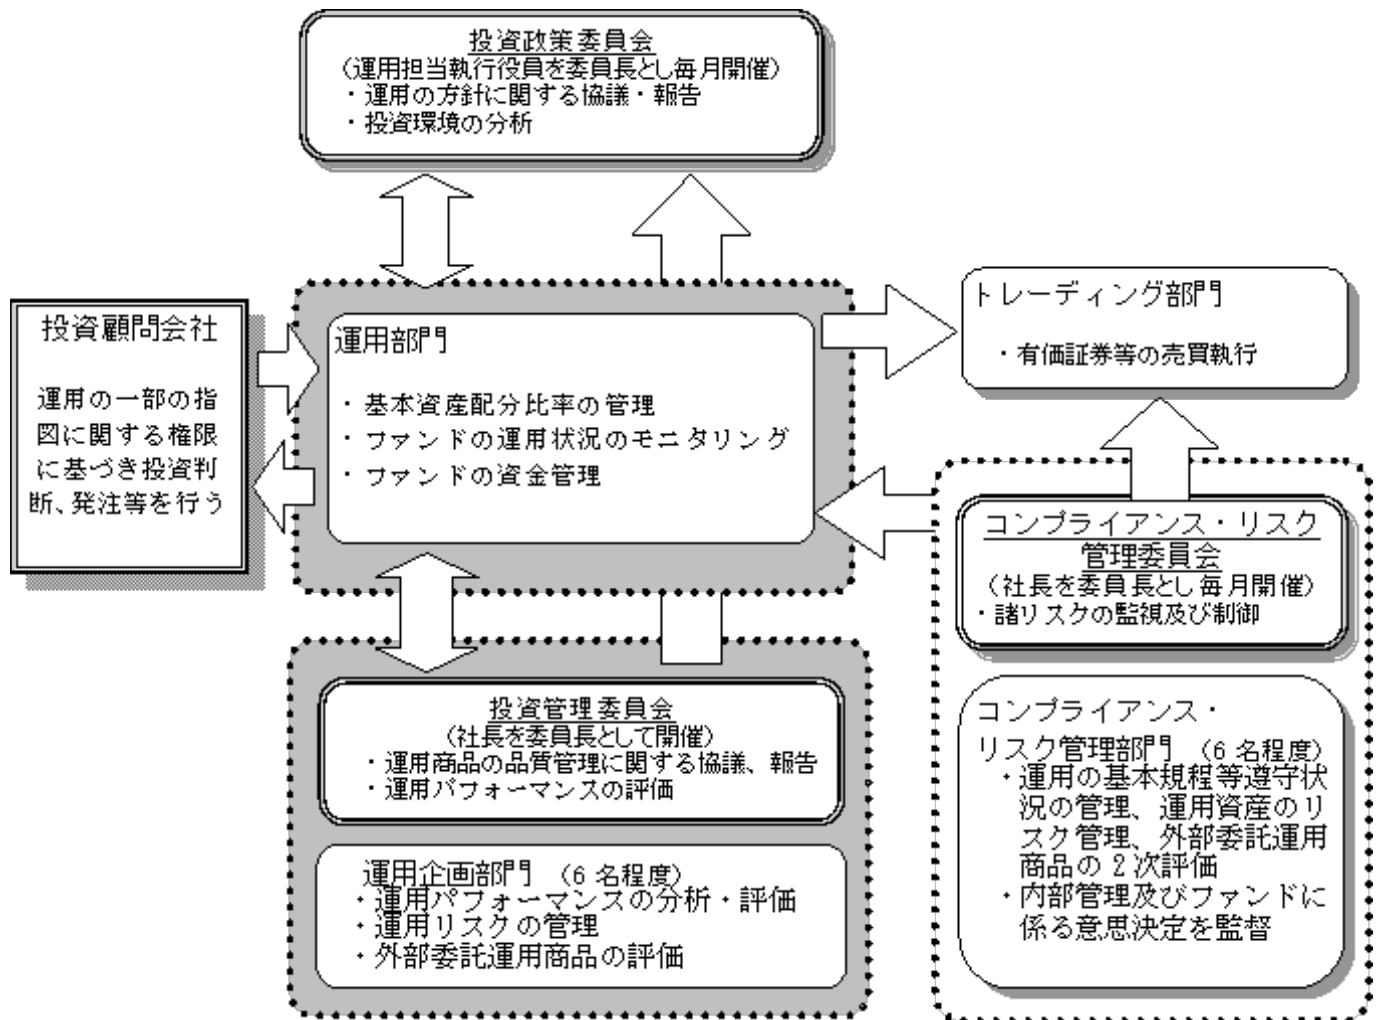 投資政策委員会
(運用担当執行役員を委員長とし毎月開催)
・運用の方針に関する協議・報告
・投資環境の分析
投資顧問会社
運用の一部の指
図に関する権限
に基づき投資判
断、発注等を行う
運用部門
・基本資産配分比率の管理
・ファンドの運用状況のモニタリング
・ファンドの資金管理
トレーディング部門
・有価証券等の売買執行
コンプライアンス・リスク
管理委員会
(社長を委員長とし毎月開催)
・諸リスクの監視及び制御
投資管理委員会
(社長を委員長として開催)
・運用商品の品質管理に関する協議、報告
・運用パフォーマンスの評価
運用企画部門 (6名程度)
・運用パフォーマンスの分析・評価
・運用リスクの管理
・外部委託運用商品の評価
コンプライアンス・
リスク管理部門 (6名程度)
・運用の基本規程等遵守状
況の管理、運用資産のリ
スク管理、外部委託運用
商品の2次評価
・内部管理及びファンドに
係る意思決定を監督